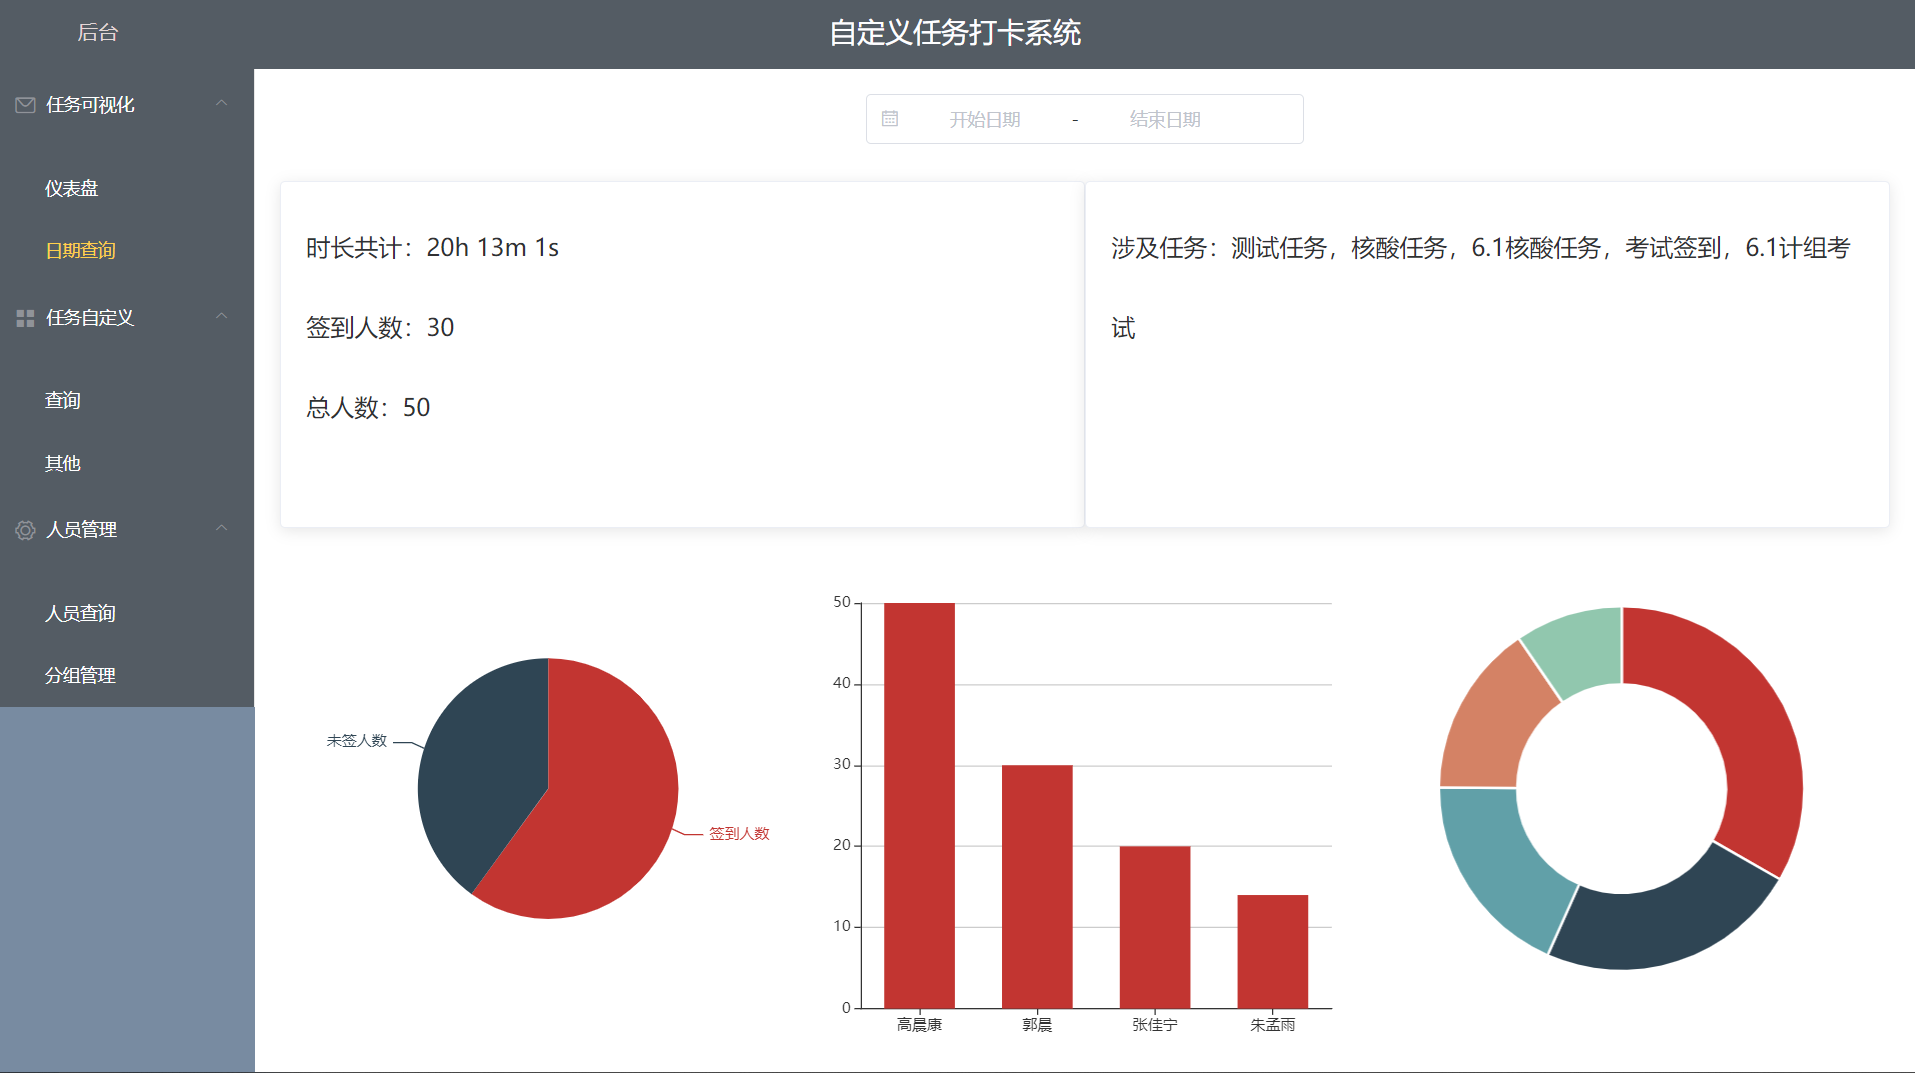 后台
自定义任务打卡系统
任务可视化
仪表盘
日期查询
任务自定义
查询
其他
人员管理
人员查询
分组管理
开始日期 - 结束日期
时长共计：20h 13m 1s
签到人数：30
总人数：50
涉及任务：测试任务，核酸任务，6.1核酸任务，考试签到，6.1计组考
试
未签人数
签到人数
50
40
30
20
10
0
高晨康 郭晨 张佳宁 朱孟雨